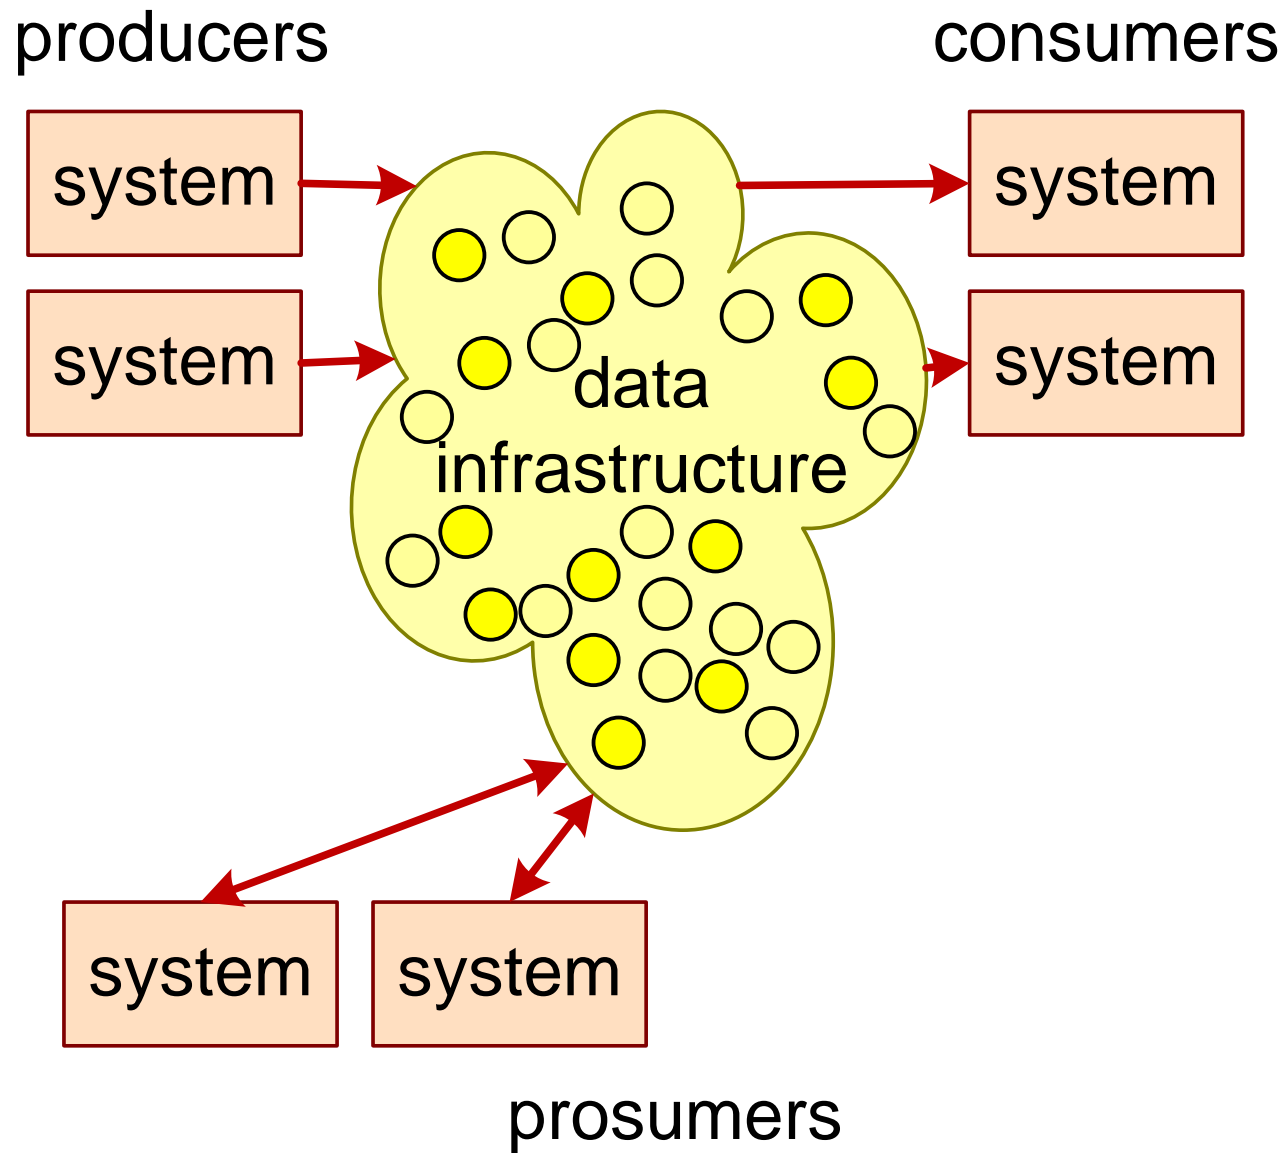 producers
consumers
system
system
system
system
data
infrastructure
system
system
prosumers